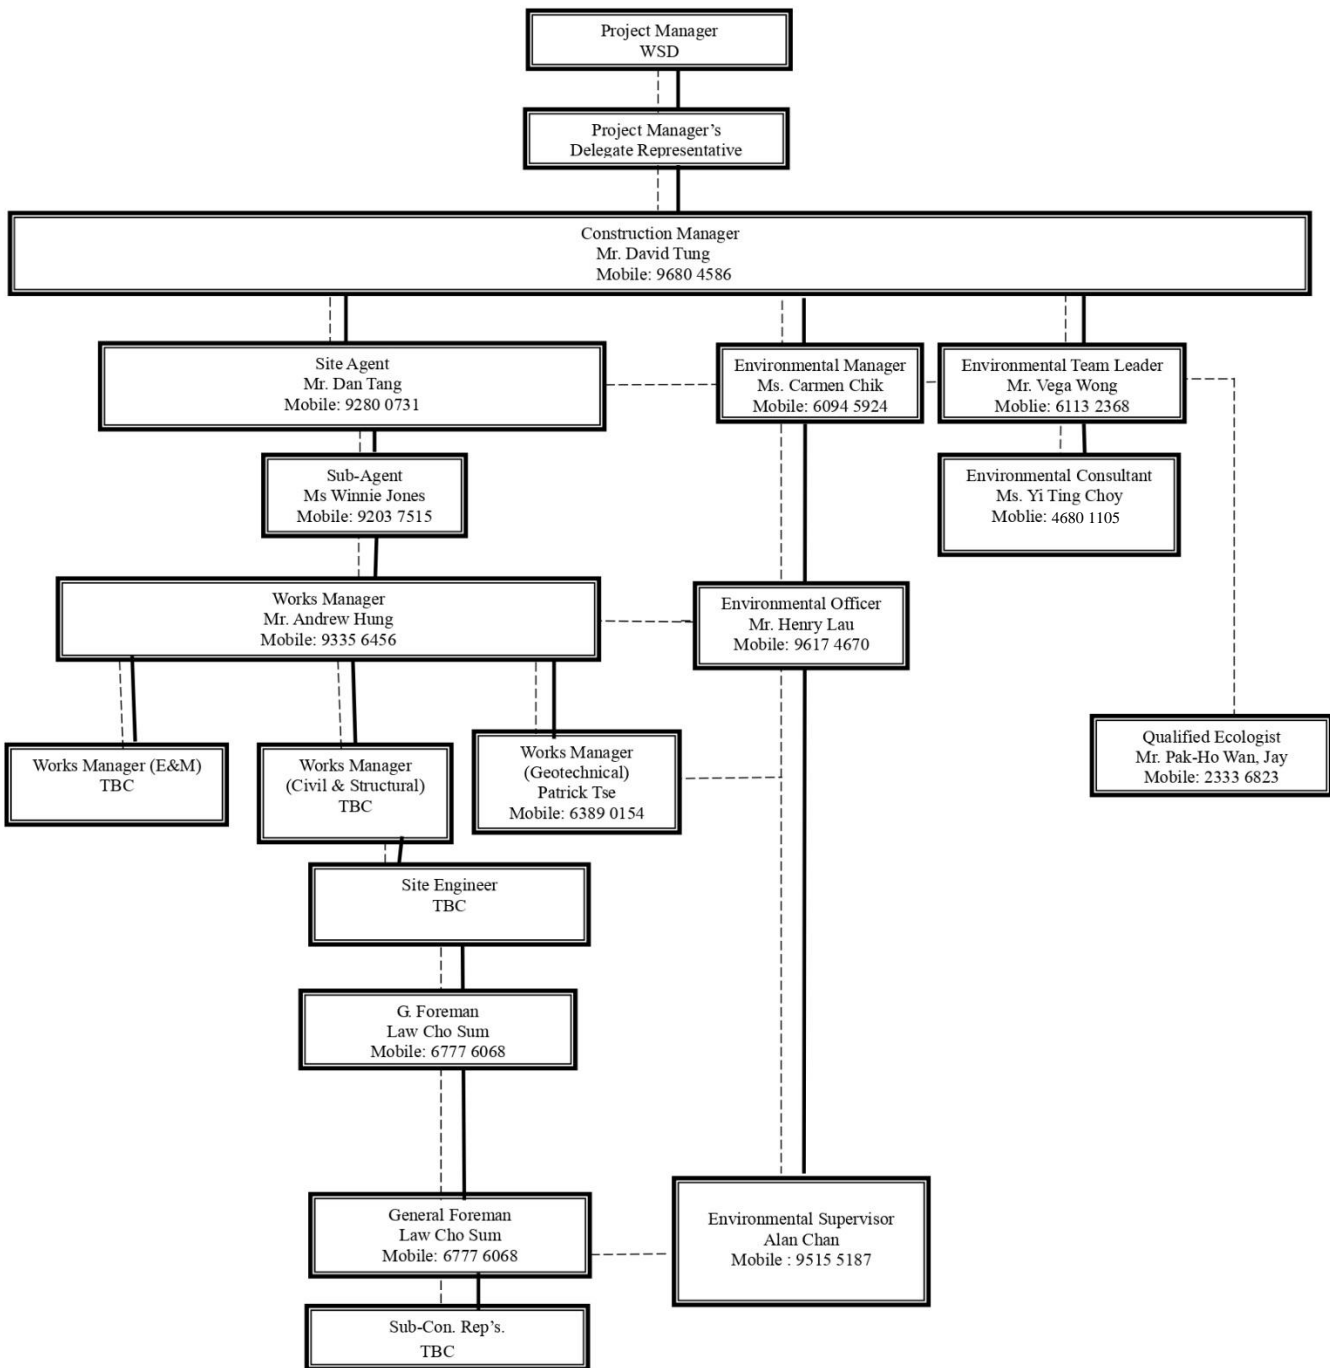 Project Manager
WSD
Project Manager’s
Delegate Representative
Construction Manager
Mr. David Tung
Mobile: 9680 4586
Site Agent
Mr. Dan Tang
Mobile: 9280 0731
Environmental Manager
Ms. Carmen Chik
Mobile: 6094 5924
Environmental Team Leader
Mr. Vega Wong
Moblie: 6113 2368
Sub-Agent
Ms Winnie Jones
Mobile: 9203 7515
Environmental Consultant
Ms. Yi Ting Choy
Moblie: 4680 1105
Works Manager
Mr. Andrew Hung
Mobile: 9335 6456
Environmental Officer
Mr. Henry Lau
Mobile: 9617 4670
Works Manager (E&M)
TBC
Works Manager
(Civil & Structural)
TBC
Works Manager
(Geotechnical)
Patrick Tse
Mobile: 6389 0154
Qualified Ecologist
Mr. Pak-Ho Wan, Jay
Mobile: 2333 6823
Site Engineer
TBC
G. Foreman
Law Cho Sum
Mobile: 6777 6068
General Foreman
Law Cho Sum
Mobile: 6777 6068
Environmental Supervisor
Alan Chan
Mobile : 9515 5187
Sub-Con. Rep’s.
TBC